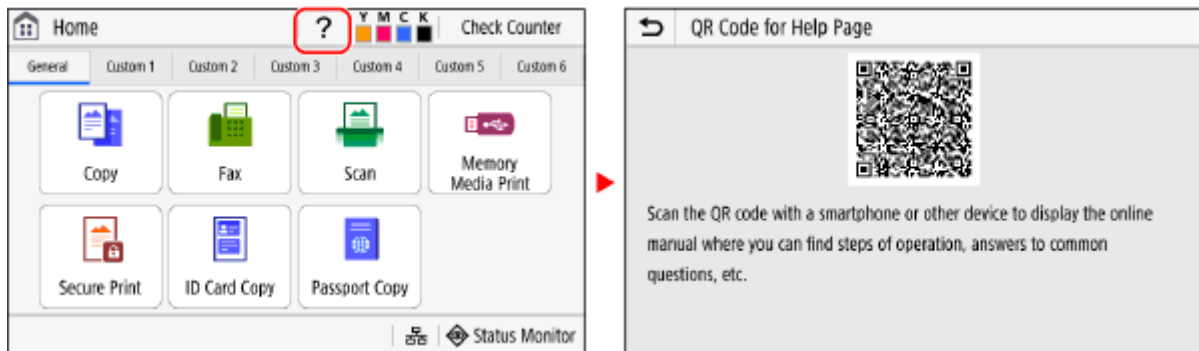 Home
?
Y M C K
Check Counter
General
Custom 1
Custom 2
Custom 3
Custom 4
Custom 5
Custom 6
Copy
Fax
Scan
Memory
Media Print
Secure Print
ID Card Copy
Passport Copy
Status Monitor
QR Code for Help Page
Scan the QR code with a smartphone or other device to display the online
manual where you can find steps of operation, answers to common
questions, etc.